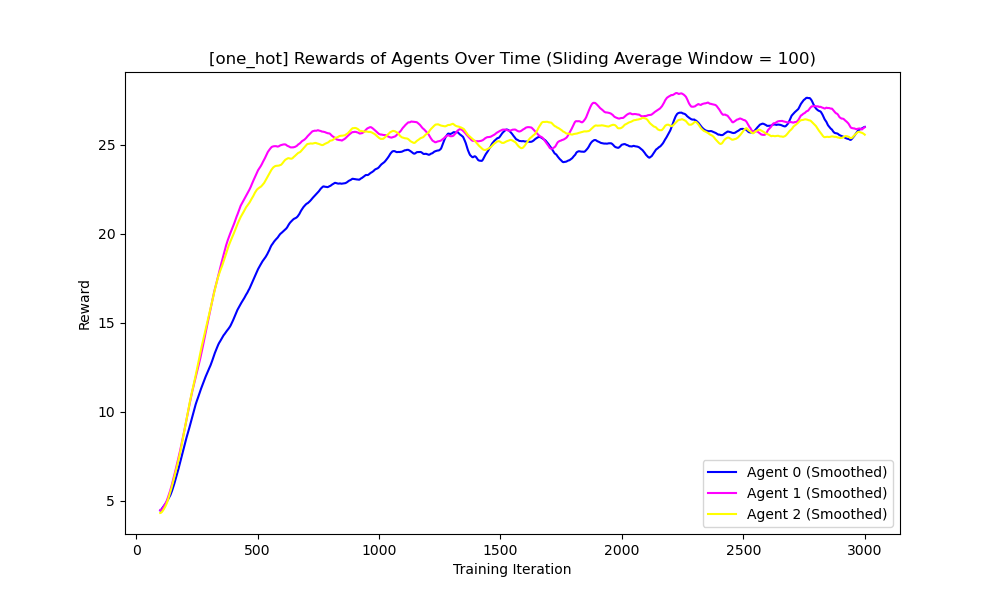 [one_hot] Rewards of Agents Over Time (Sliding Average Window = 100)
Reward
25
20
15
10
5
0
500
1000
1500
2000
2500
3000
Training Iteration
Agent 0 (Smoothed)
Agent 1 (Smoothed)
Agent 2 (Smoothed)